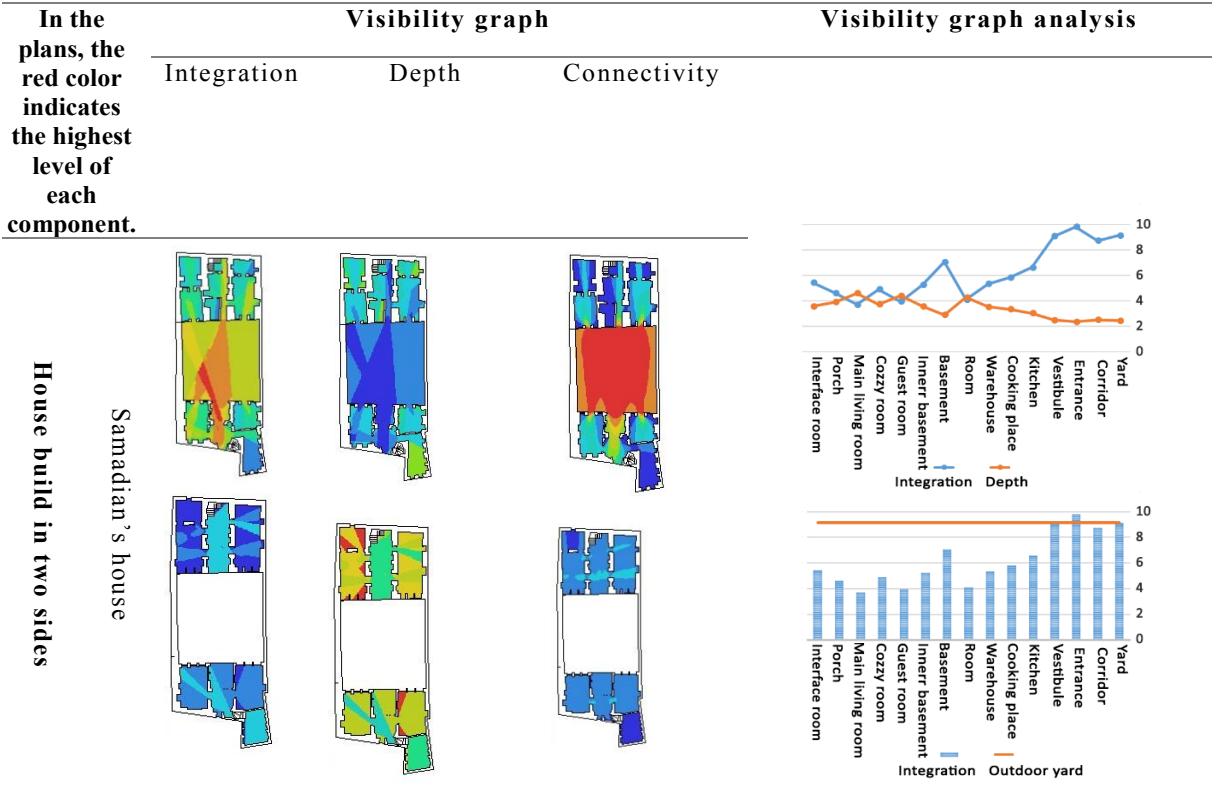 In the
plans, the
red color
indicates
the highest
level of
each
component.
Visibility graph
Visibility graph analysis
Integration
Depth
Connectivity
House build in two sides
Samadian's house
10
8
6
4
2
0
Interface room
Porch
Main living room
Cozzy room
Guest room
Inner basement
Basement
Room
Warehouse
Cooking place
Kitchen
Vestibule
Entrance
Corridor
Yard
Integration Depth
10
8
6
4
2
0
Interface room
Porch
Main living room
Cozzy room
Guest room
Inner basement
Basement
Room
Warehouse
Cooking place
Kitchen
Vestibule
Entrance
Corridor
Yard
Integration Outdoor yard